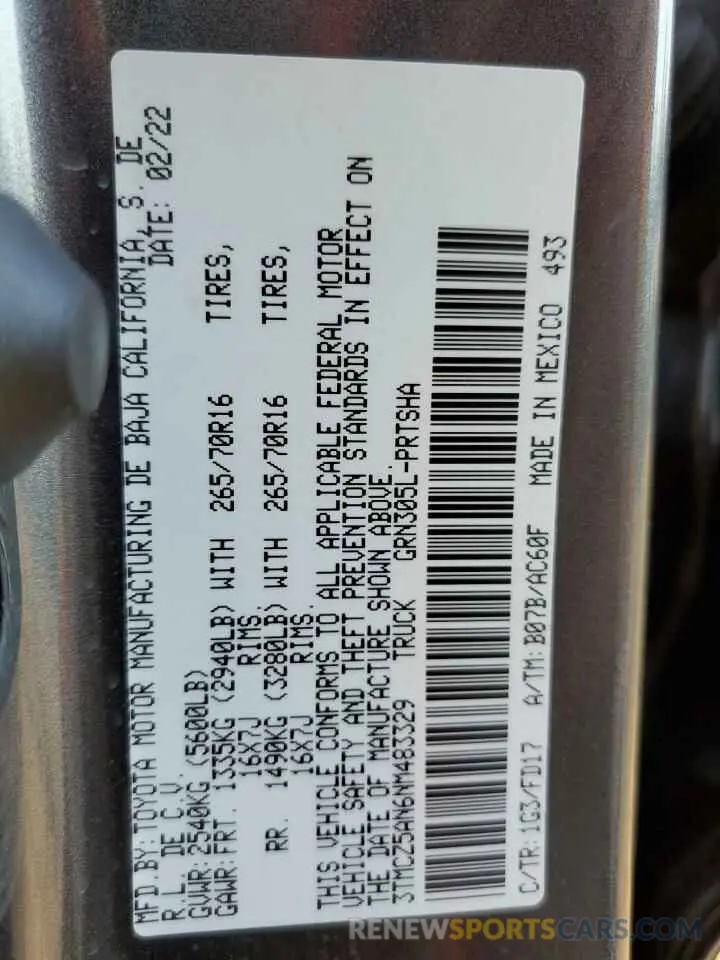 MFD.BY:TOYOTA MOTOR MANUFACTURING DE BAJA CALIFORNIA,S. DE
R.L. DE C.V. DATE: 02/22
GVWR: 2540KG (5600LB)
GAWR:FRT. 1335KG (2940LB) WITH 265/70R16 TIRES,
16X7J RIMS.
RR. 1490KG (3280LB) WITH 265/70R16 TIRES,
16X7J RIMS.
THIS VEHICLE CONFORMS TO ALL APPLICABLE FEDERAL MOTOR
VEHICLE SAFETY AND THEFT PREVENTION STANDARDS IN EFFECT ON
THE DATE OF MANUFACTURE SHOWN ABOVE.
3TMCZ5AN6NM483329 TRUCK GRN305L-PRTSHA
C/TR:1G3/FD17 A/TM:B07B/AC60F MADE IN MEXICO 493
RENEWSPORTSCARS.COM